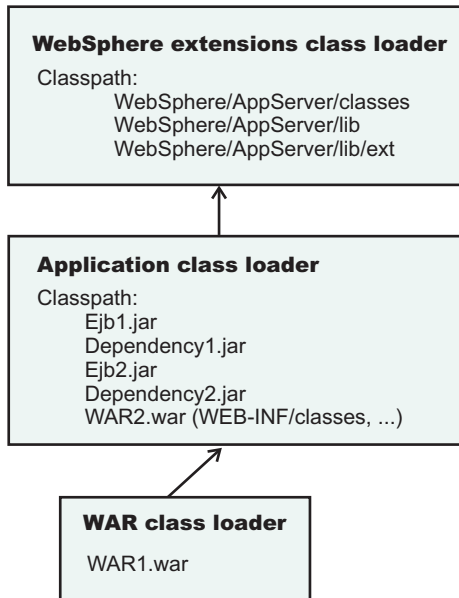 WebSphere extensions class loader
Classpath:
WebSphere/AppServer/classes
WebSphere/AppServer/lib
WebSphere/AppServer/lib/ext
Application class loader
Classpath:
Ejb1.jar
Dependency1.jar
Ejb2.jar
Dependency2.jar
WAR2.war (WEB-INF/classes, ...)
WAR class loader
WAR1.war